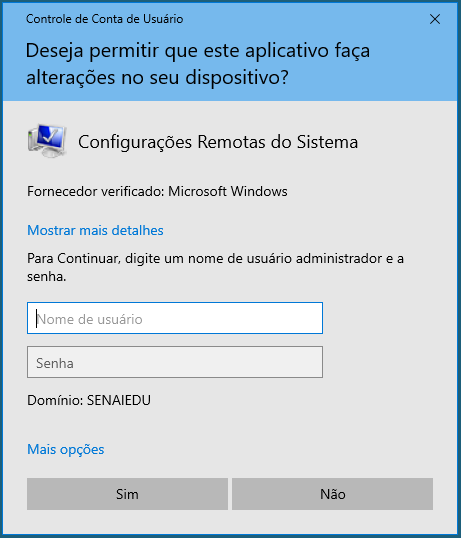 Controle de Conta de Usuário
Deseja permitir que este aplicativo faça
alterações no seu dispositivo?
Configurações Remotas do Sistema
Fornecedor verificado: Microsoft Windows
Mostrar mais detalhes
Para Continuar, digite um nome de usuário administrador e a
senha.
Nome de usuário
Senha
Domínio: SENAIEDU
Mais opções
Sim
Não